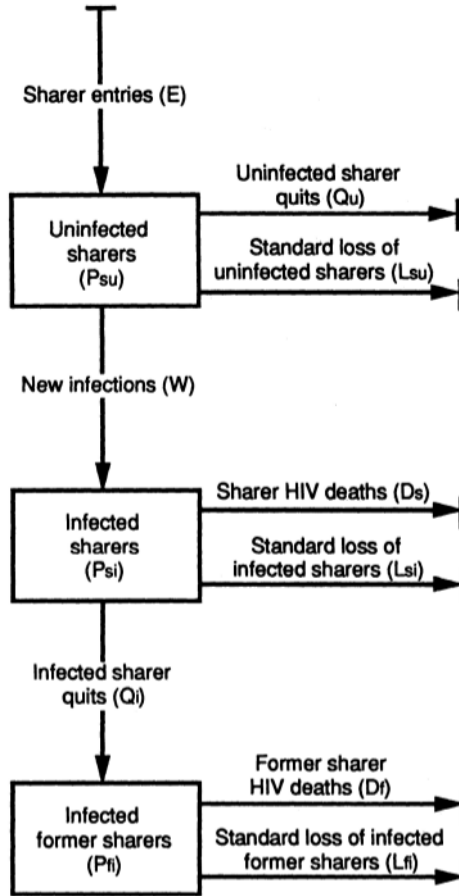 Sharer entries (E)
Uninfected sharer
quits (Qu)
Uninfected
sharers
(Psu)
Standard loss of
uninfected sharers (Lsu)
New infections (W)
Sharer HIV deaths (Ds)
Infected
sharers
(Psi)
Standard loss of
infected sharers (Lsi)
Infected sharer
quits (Qi)
Former sharer
HIV deaths (Df)
Infected
former sharers
(Pfi)
Standard loss of infected
former sharers (Lfi)